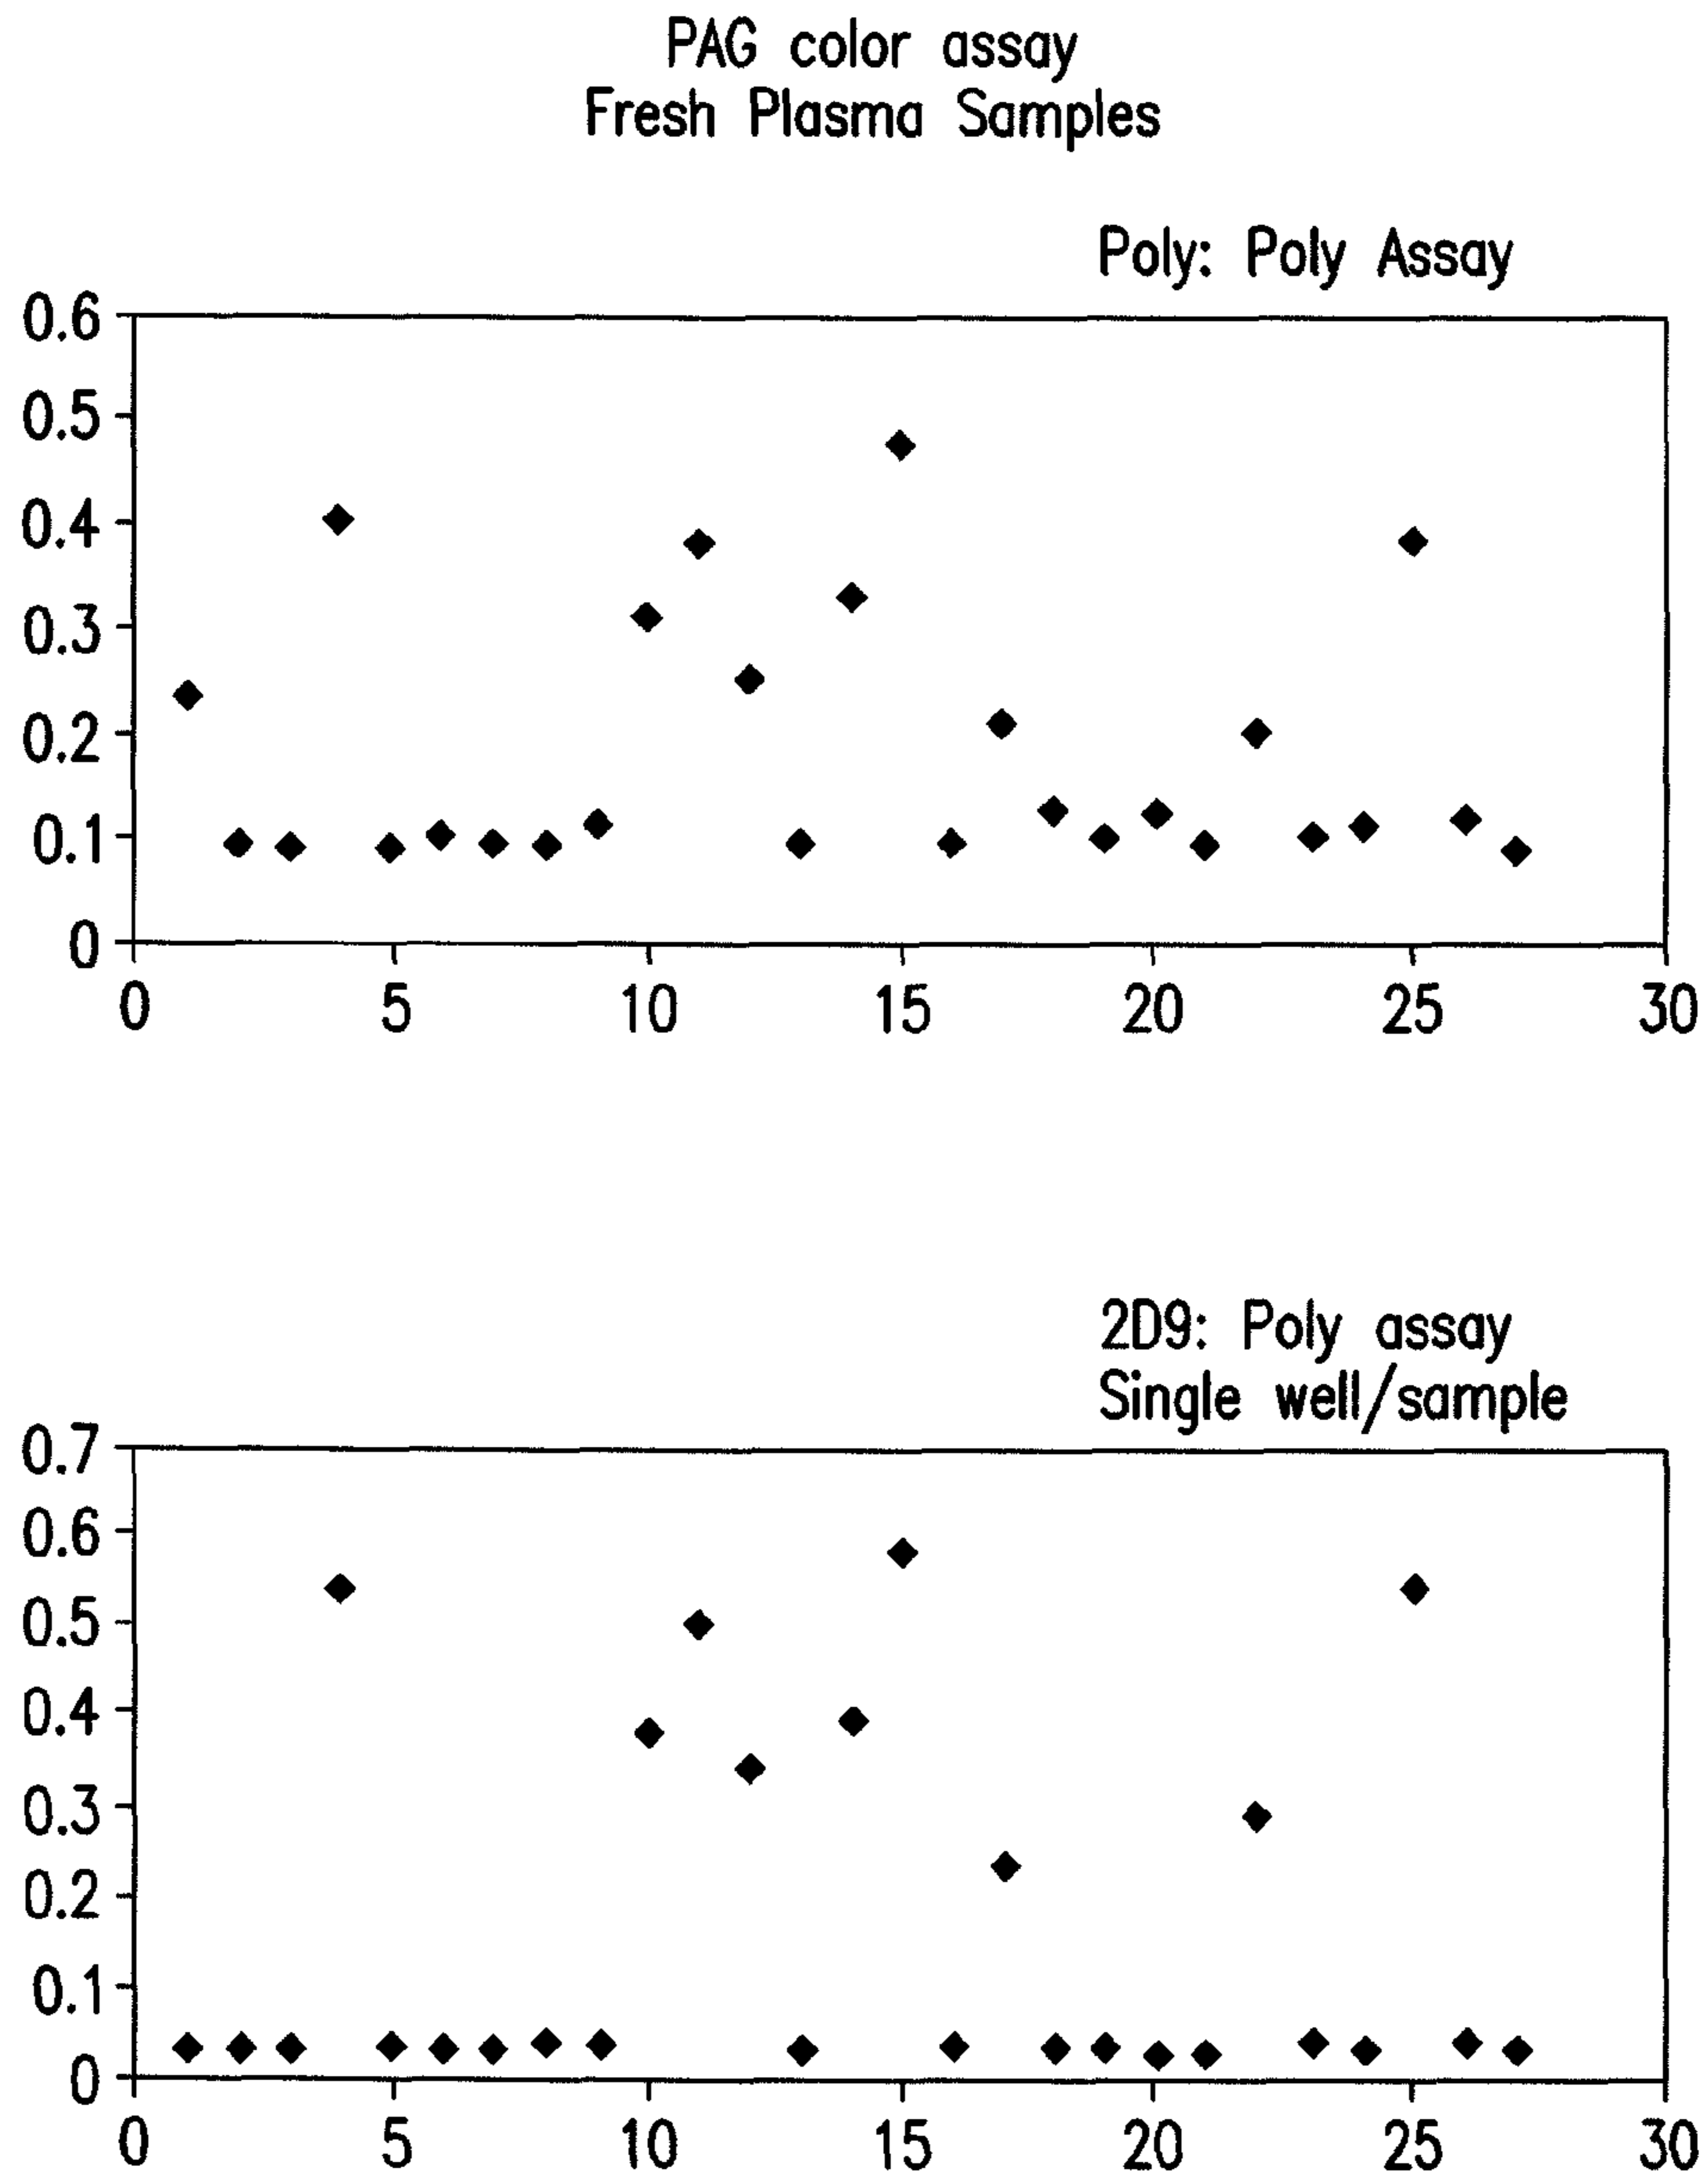 PAG color assay
Fresh Plasma Samples
Poly: Poly Assay
0.6
0.5
0.4
0.3
0.2
0.1
0
0 5 10 15 20 25 30
2D9: Poly assay
Single well/sample
0.7
0.6
0.5
0.4
0.3
0.2
0.1
0
0 5 10 15 20 25 30